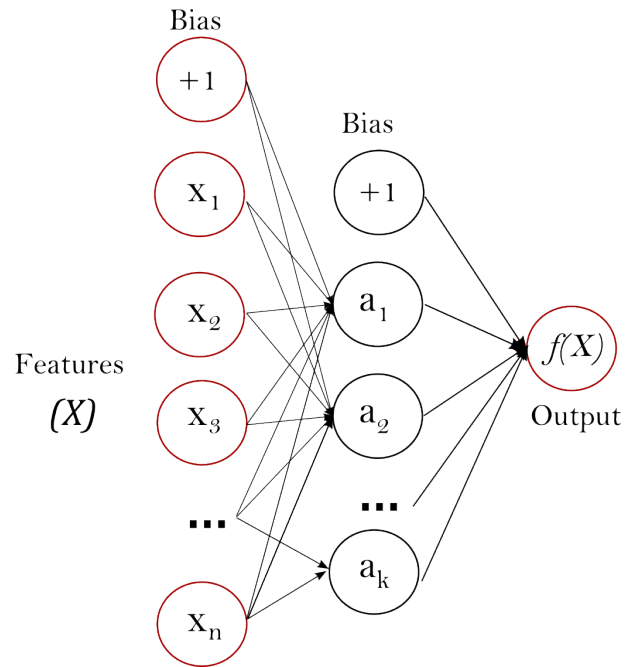 Bias
+1
x1
x2
x3
...
xn
Features
(X)
Bias
+1
a1
a2
...
ak
f(X)
Output